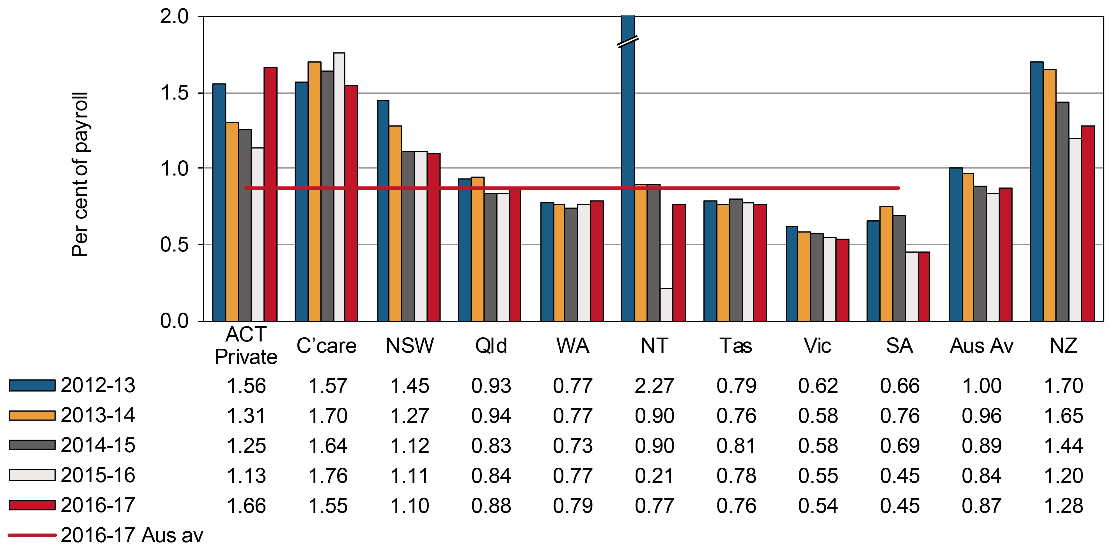 Per cent of payroll
2.0
1.5
1.0
0.5
0.0
ACT Private C'care NSW Qld WA NT Tas Vic SA Aus Av NZ
2012-13 1.56 1.57 1.45 0.93 0.77 2.27 0.79 0.62 0.66 1.00 1.70
2013-14 1.31 1.70 1.27 0.94 0.77 0.90 0.76 0.58 0.76 0.96 1.65
2014-15 1.25 1.64 1.12 0.83 0.73 0.90 0.81 0.58 0.69 0.89 1.44
2015-16 1.13 1.76 1.11 0.84 0.77 0.21 0.78 0.55 0.45 0.84 1.20
2016-17 1.66 1.55 1.10 0.88 0.79 0.77 0.76 0.54 0.45 0.87 1.28
2016-17 Aus av